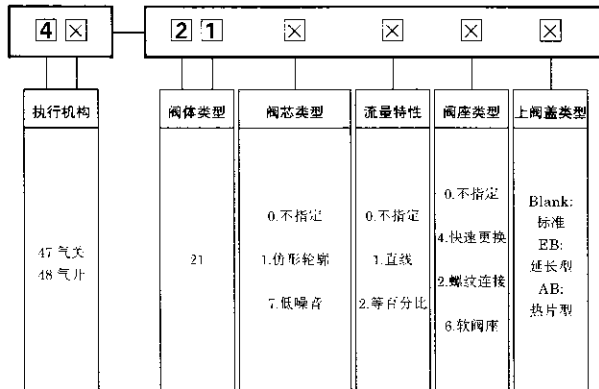 4 × 2 1 × × × ×
执行机构
阀体类型
阀芯类型
流量特性
阀座类型
上阀盖类型
47 气关
48 气开
21
0.不指定
1.仿形轮廓
7.低噪音
0.不指定
1.直线
2.等百分比
0.不指定
4.快速更换
2.螺纹连接
6.软阀座
Blank:
标准
EB:
延长型
AB:
热片型